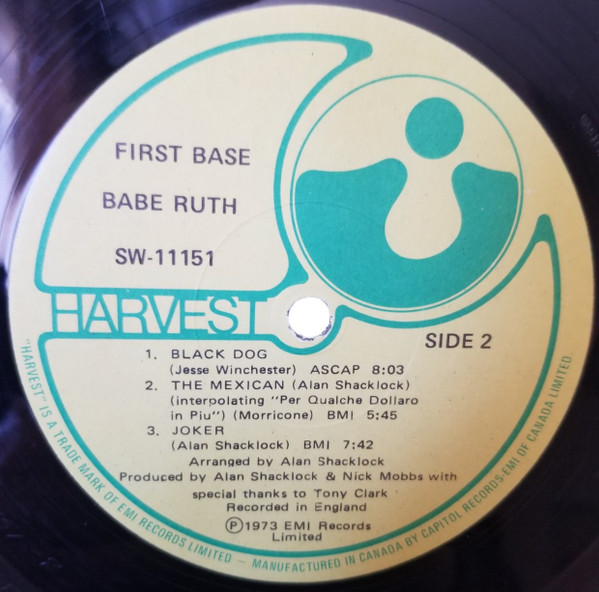 FIRST BASE
BABE RUTH
SW-11151
HARVEST
SIDE 2
1. BLACK DOG
(Jesse Winchester) ASCAP 8:03
2. THE MEXICAN (Alan Shacklock)
(interpolating "Per Qualche Dollaro
in Piu") (Morricone) BMI 5:45
3. JOKER
(Alan Shacklock) BMI 7:42
Arranged by Alan Shacklock
Produced by Alan Shacklock & Nick Mobbs with
special thanks to Tony Clark
Recorded in England
Ⓟ1973 EMI Records
Limited
"HARVEST" IS A TRADE MARK OF EMI RECORDS LIMITED – MANUFACTURED IN CANADA BY CAPITOL RECORDS-EMI OF CANADA LIMITED.